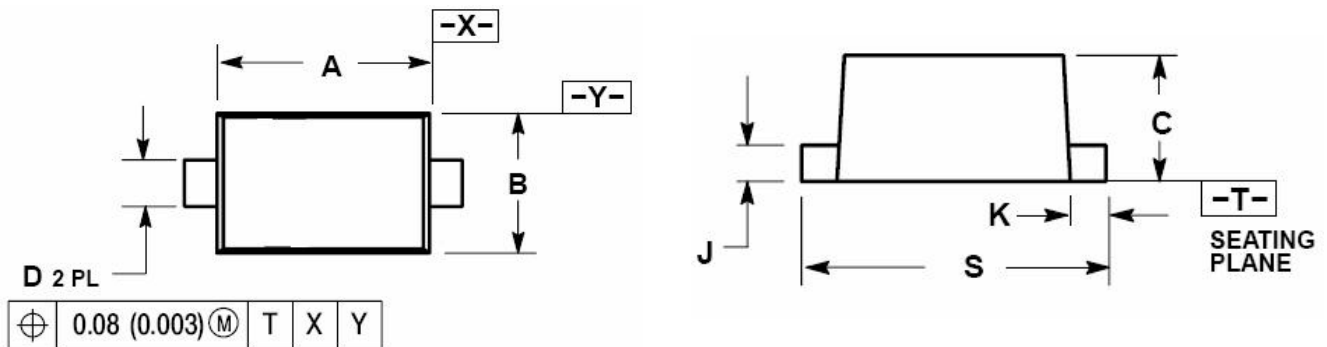 -X-
A
-Y-
B
D 2 PL
⌖ 0.08 (0.003) Ⓜ T X Y
C
-T-
K
SEATING
PLANE
J
S